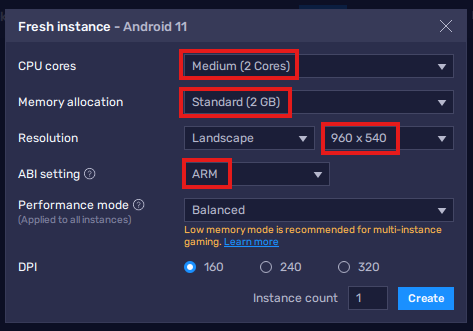 Fresh instance - Android 11
CPU cores Medium (2 Cores)
Memory allocation Standard (2 GB)
Resolution Landscape 960 x 540
ABI setting ? ARM
Performance mode ? Balanced
(Applied to all instances)
Low memory mode is recommended for multi-instance
gaming. Learn more
DPI 160 240 320
Instance count 1 Create